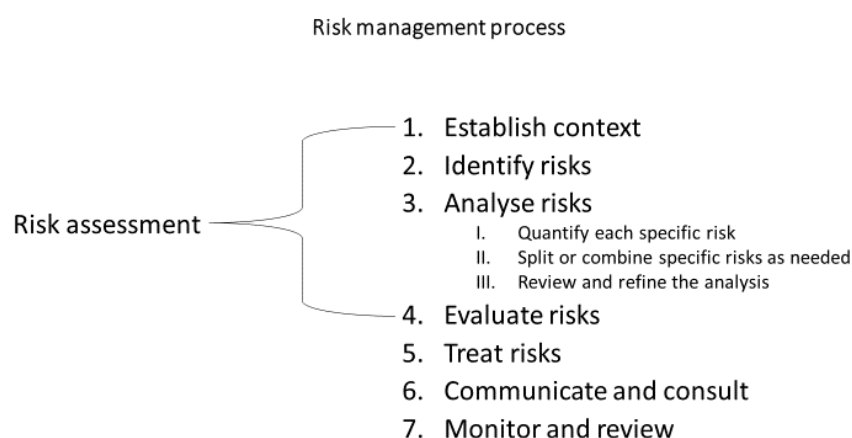 Risk management process
1. Establish context
2. Identify risks
3. Analyse risks
I. Quantify each specific risk
II. Split or combine specific risks as needed
III. Review and refine the analysis
Risk assessment
4. Evaluate risks
5. Treat risks
6. Communicate and consult
7. Monitor and review